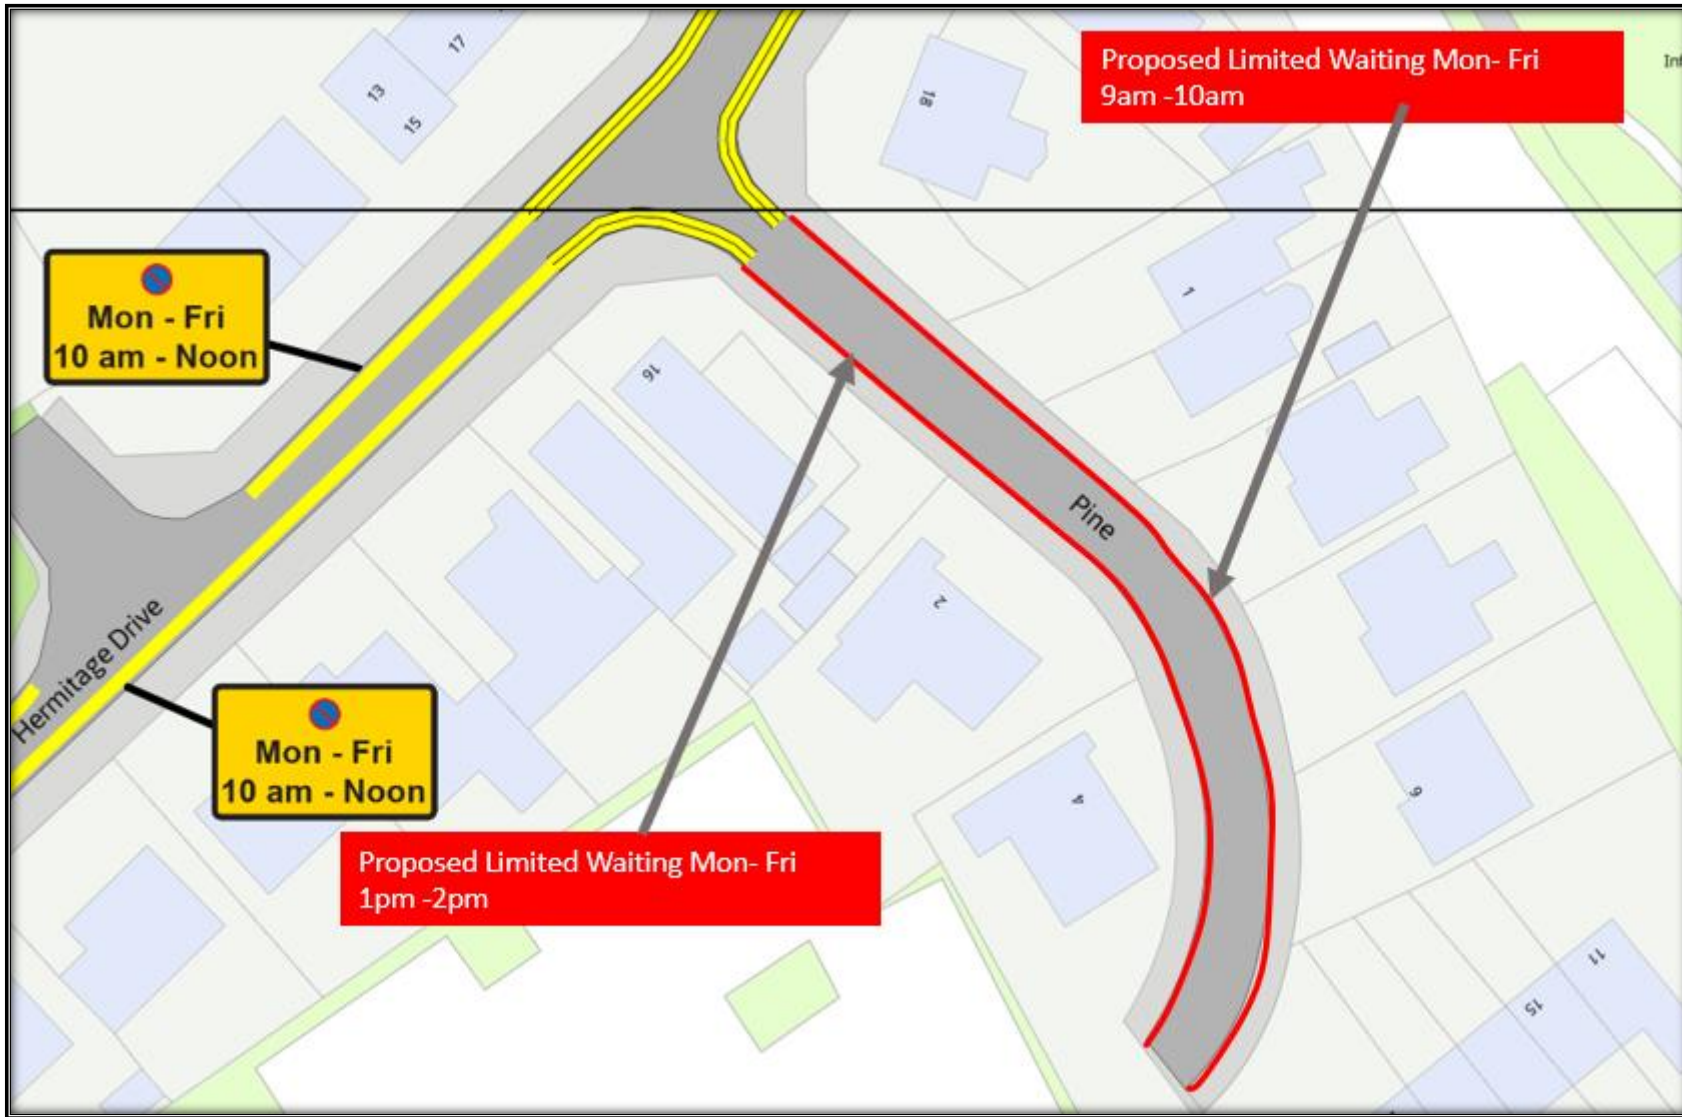 17
13
15
18
Proposed Limited Waiting Mon- Fri
9am -10am
Mon - Fri
10 am - Noon
1
16
Pine
2
Hermitage Drive
Mon - Fri
10 am - Noon
4
9
Proposed Limited Waiting Mon- Fri
1pm -2pm
11
15